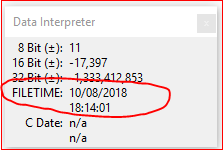 Data Interpreter
8 Bit (±): 11
16 Bit (±): -17,397
32 Bit (±): -1,333,412,853
FILETIME: 10/08/2018
18:14:01
C Date: n/a
n/a